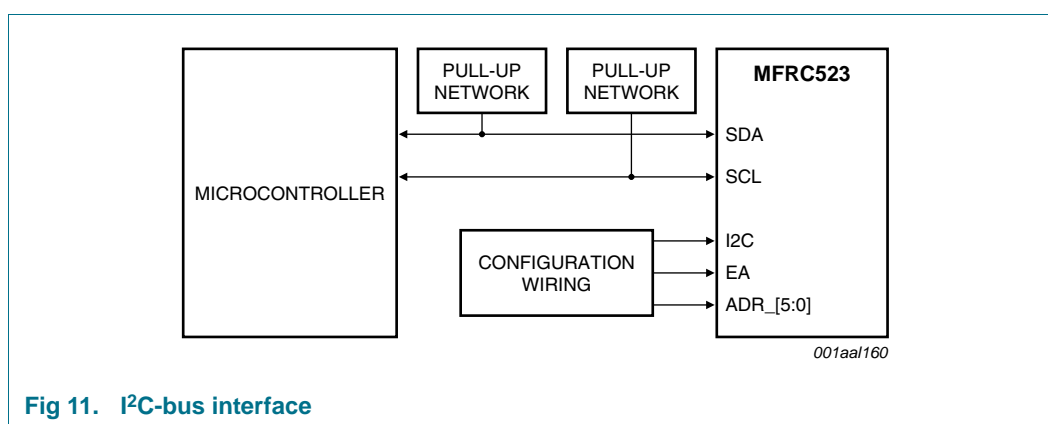 PULL-UP
NETWORK
PULL-UP
NETWORK
MFRC523
SDA
MICROCONTROLLER
SCL
CONFIGURATION
WIRING
I2C
EA
ADR_[5:0]
001aal160
Fig 11. I²C-bus interface